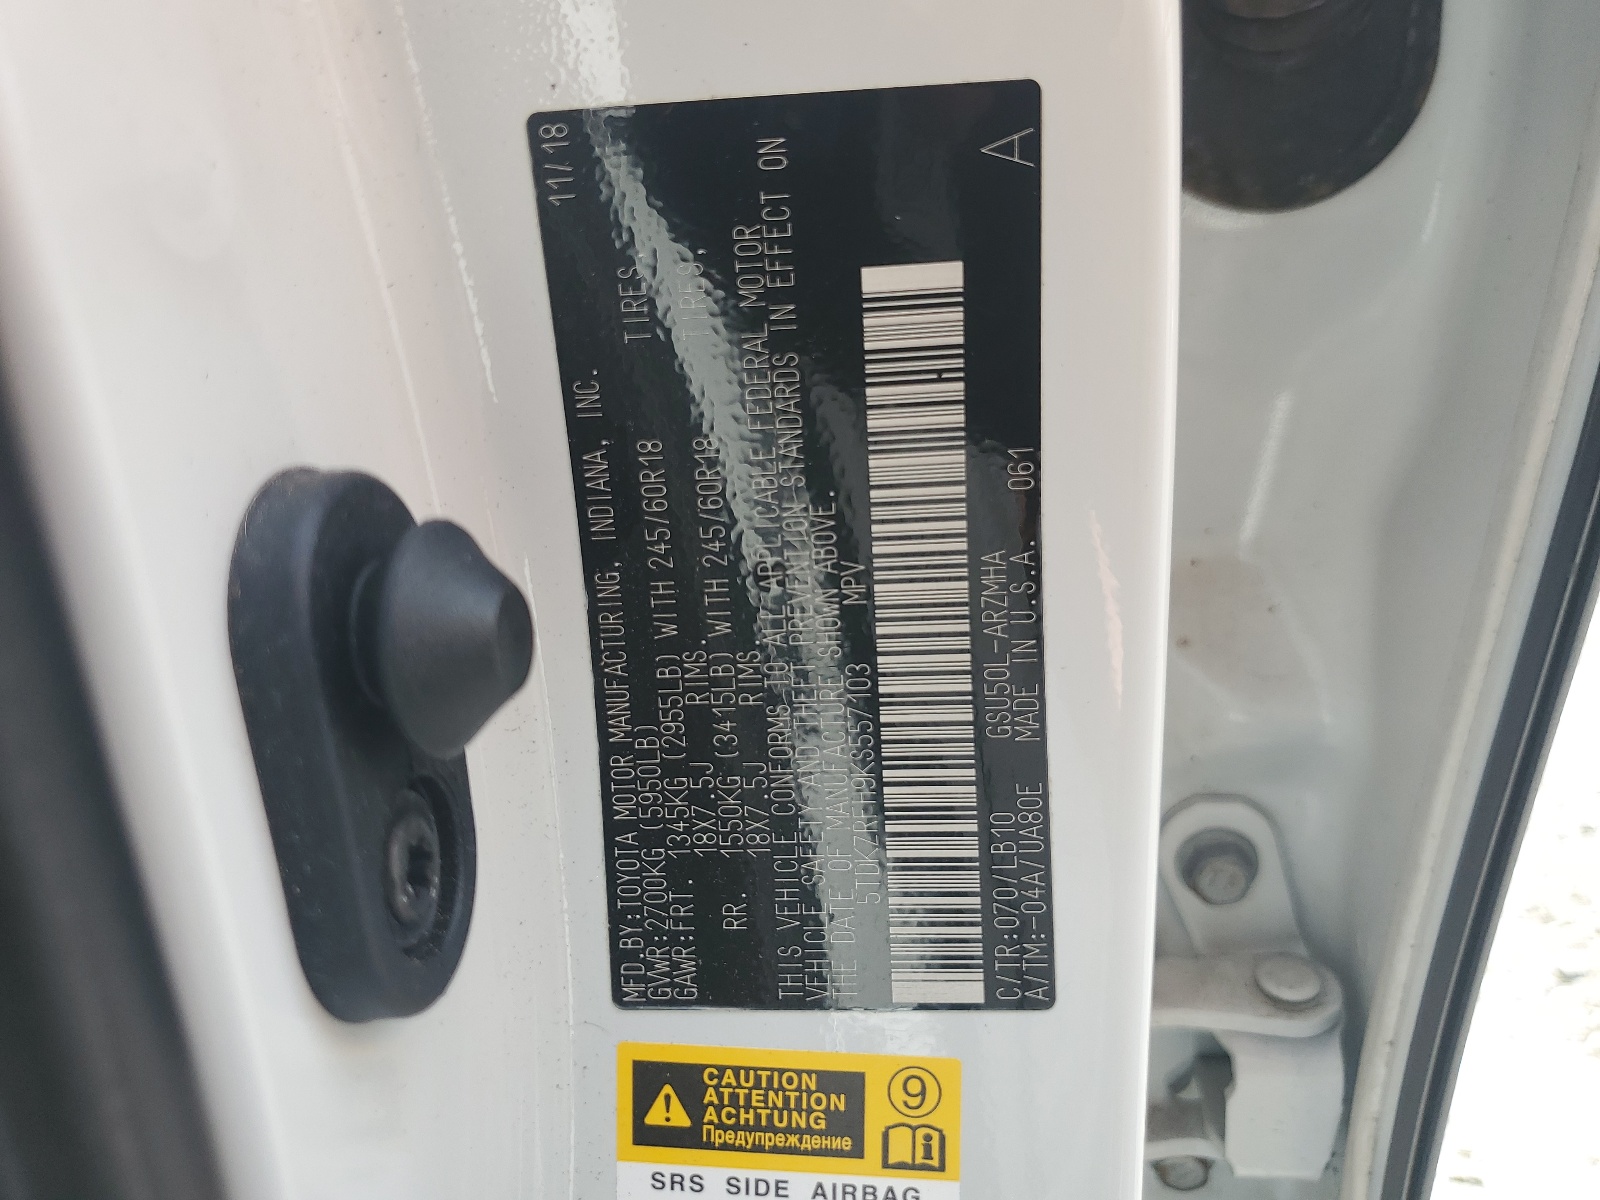 MFD.BY:TOYOTA MOTOR MANUFACTURING, INDIANA, INC. 11/18
GVWR:2700KG (5950LB)
GAWR:FRT. 1345KG (2955LB) WITH 245/60R18 TIRES,
18X7.5J RIMS.
RR. 1550KG (3415LB) WITH 245/60R18 TIRES,
18X7.5J RIMS.
THIS VEHICLE CONFORMS TO ALL APPLICABLE FEDERAL MOTOR
VEHICLE SAFETY AND THEFT PREVENTION STANDARDS IN EFFECT ON
THE DATE OF MANUFACTURE SHOWN ABOVE.
MPV
C/TR:070/LB10 GSU50L-ARZMHA
A/TM:-04A/UA80E MADE IN U.S.A. 061 A
CAUTION
ATTENTION
ACHTUNG
Предупреждение
9
i
SRS SIDE AIRBAG